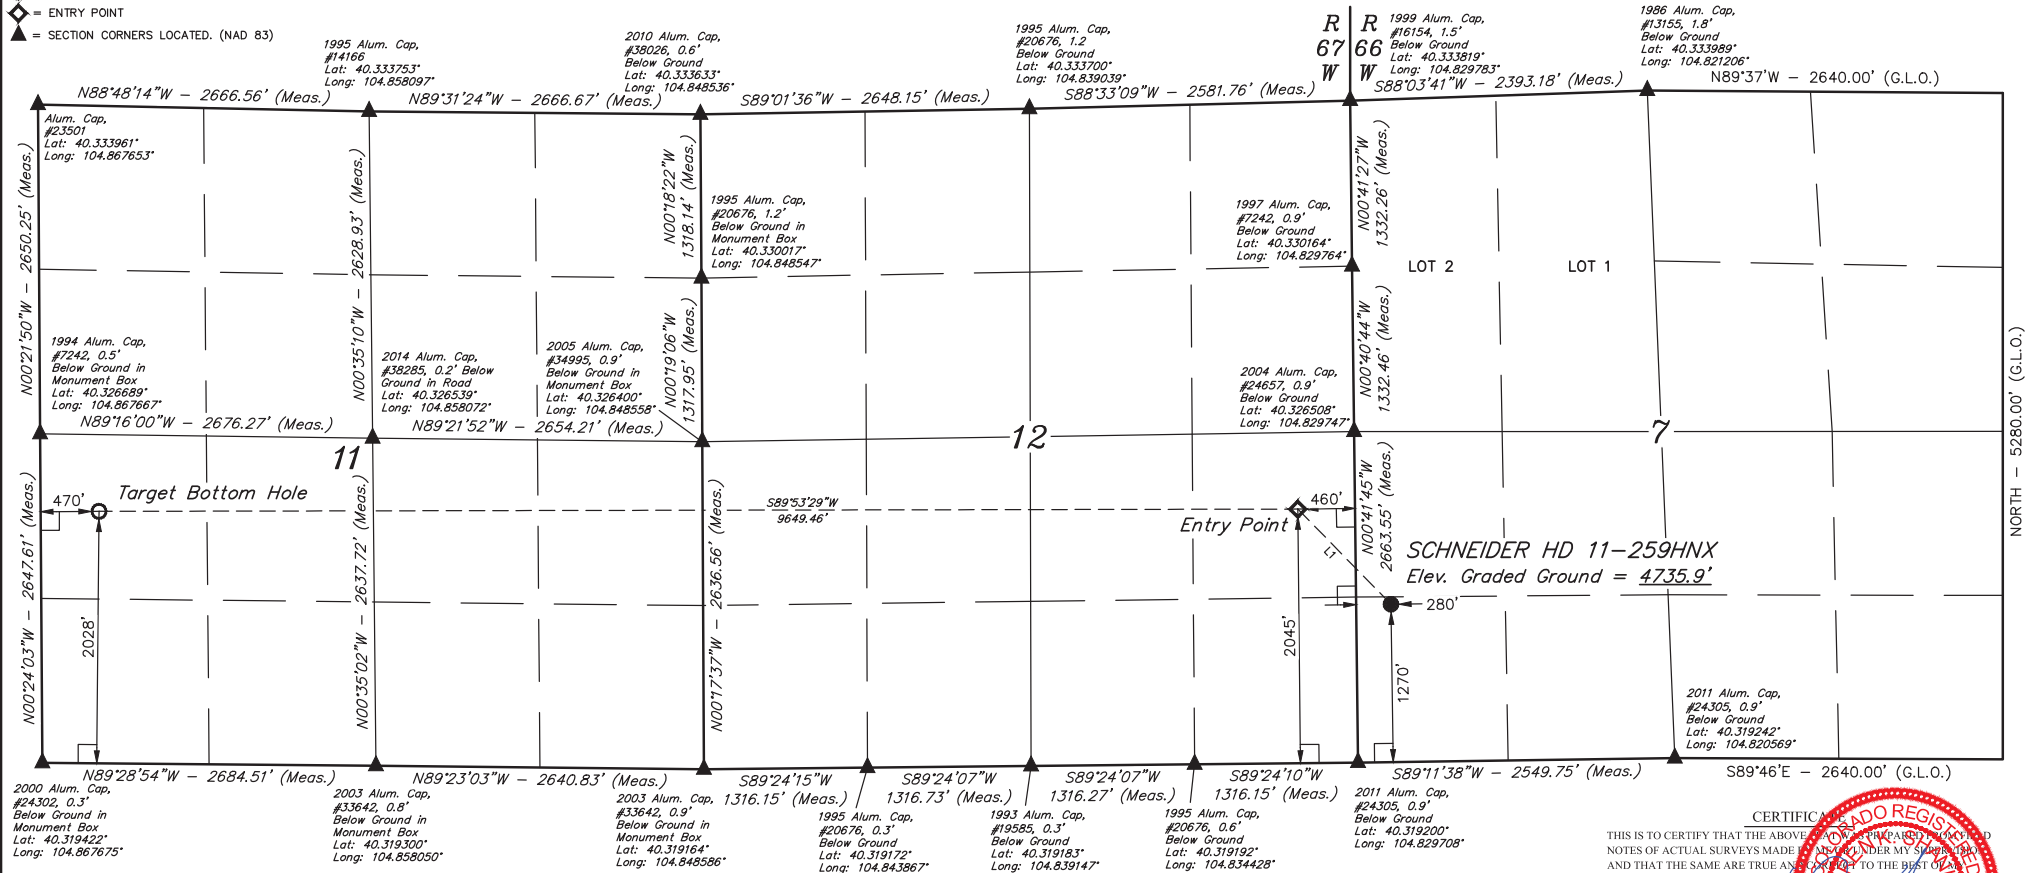 = ENTRY POINT
= SECTION CORNERS LOCATED. (NAD 83)
1995 Alum. Cap,
#14166
Lat: 40.333753°
Long: 104.858097°
2010 Alum. Cap,
#38026, 0.6'
Below Ground
Lat: 40.333633°
Long: 104.848536°
1995 Alum. Cap,
#20676, 1.2
Below Ground
Lat: 40.333700°
Long: 104.839039°
R R
67 66
W W
1999 Alum. Cap,
#16154, 1.5'
Below Ground
Lat: 40.333819°
Long: 104.829783°
1986 Alum. Cap,
#13155, 1.8'
Below Ground
Lat: 40.333989°
Long: 104.821206°
N88°48'14"W - 2666.56' (Meas.)
N89°31'24"W - 2666.67' (Meas.)
S89°01'36"W - 2648.15' (Meas.)
S88°33'09"W - 2581.76' (Meas.)
S88°03'41"W - 2393.18' (Meas.)
N89°37'W - 2640.00' (G.L.O.)
Alum. Cap,
#23501
Lat: 40.333961°
Long: 104.867653°
N00°21'50"W - 2650.25' (Meas.)
N00°35'10"W - 2628.93' (Meas.)
N00°18'22"W
1318.14' (Meas.)
1995 Alum. Cap,
#20676, 1.2'
Below Ground in
Monument Box
Lat: 40.330017°
Long: 104.848547°
1997 Alum. Cap,
#7242, 0.9'
Below Ground
Lat: 40.330164°
Long: 104.829764°
N00°41'27"W
1332.26' (Meas.)
LOT 2
LOT 1
1994 Alum. Cap,
#7242, 0.5'
Below Ground in
Monument Box
Lat: 40.326689°
Long: 104.867667°
2014 Alum. Cap,
#38285, 0.2' Below
Ground in Road
Lat: 40.326539°
Long: 104.858072°
2005 Alum. Cap,
#34995, 0.9'
Below Ground in
Monument Box
Lat: 40.326400°
Long: 104.848558°
N00°19'06"W
1317.95' (Meas.)
2004 Alum. Cap,
#24657, 0.9'
Below Ground
Lat: 40.326508°
Long: 104.829747°
N00°40'44"W
1332.46' (Meas.)
NORTH - 5280.00' (G.L.O.)
N89°16'00"W - 2676.27' (Meas.)
N89°21'52"W - 2654.21' (Meas.)
11
12
7
470'
Target Bottom Hole
S89°53'29"W
9649.46'
460'
Entry Point
L1
N00°41'45"W
2663.55' (Meas.)
SCHNEIDER HD 11-259HNX
Elev. Graded Ground = 4735.9'
280'
N00°24'03"W - 2647.61' (Meas.)
2028'
N00°35'02"W - 2637.72' (Meas.)
N00°17'37"W - 2636.56' (Meas.)
2045'
1270'
2011 Alum. Cap,
#24305, 0.9'
Below Ground
Lat: 40.319242°
Long: 104.820569°
N89°28'54"W - 2684.51' (Meas.)
N89°23'03"W - 2640.83' (Meas.)
S89°24'15"W
1316.15' (Meas.)
S89°24'07"W
1316.73' (Meas.)
S89°24'07"W
1316.27' (Meas.)
S89°24'10"W
1316.15' (Meas.)
S89°11'38"W - 2549.75' (Meas.)
S89°46'E - 2640.00' (G.L.O.)
2000 Alum. Cap,
#24302, 0.3'
Below Ground in
Monument Box
Lat: 40.319422°
Long: 104.867675°
2003 Alum. Cap,
#33642, 0.8'
Below Ground in
Monument Box
Lat: 40.319300°
Long: 104.858050°
2003 Alum. Cap,
#33642, 0.9'
Below Ground in
Monument Box
Lat: 40.319164°
Long: 104.848586°
1995 Alum. Cap,
#20676, 0.3'
Below Ground
Lat: 40.319172°
Long: 104.843867°
1993 Alum. Cap,
#19585, 0.3'
Below Ground
Lat: 40.319183°
Long: 104.839147°
1995 Alum. Cap,
#20676, 0.6'
Below Ground
Lat: 40.319192°
Long: 104.834428°
2011 Alum. Cap,
#24305, 0.9'
Below Ground
Lat: 40.319200°
Long: 104.829708°
THIS IS TO CERTIFY THAT THE ABOVE
NOTES OF ACTUAL SURVEYS MADE UNDER MY
AND THAT THE SAME ARE TRUE TO THE BEST OF
REGISTERED